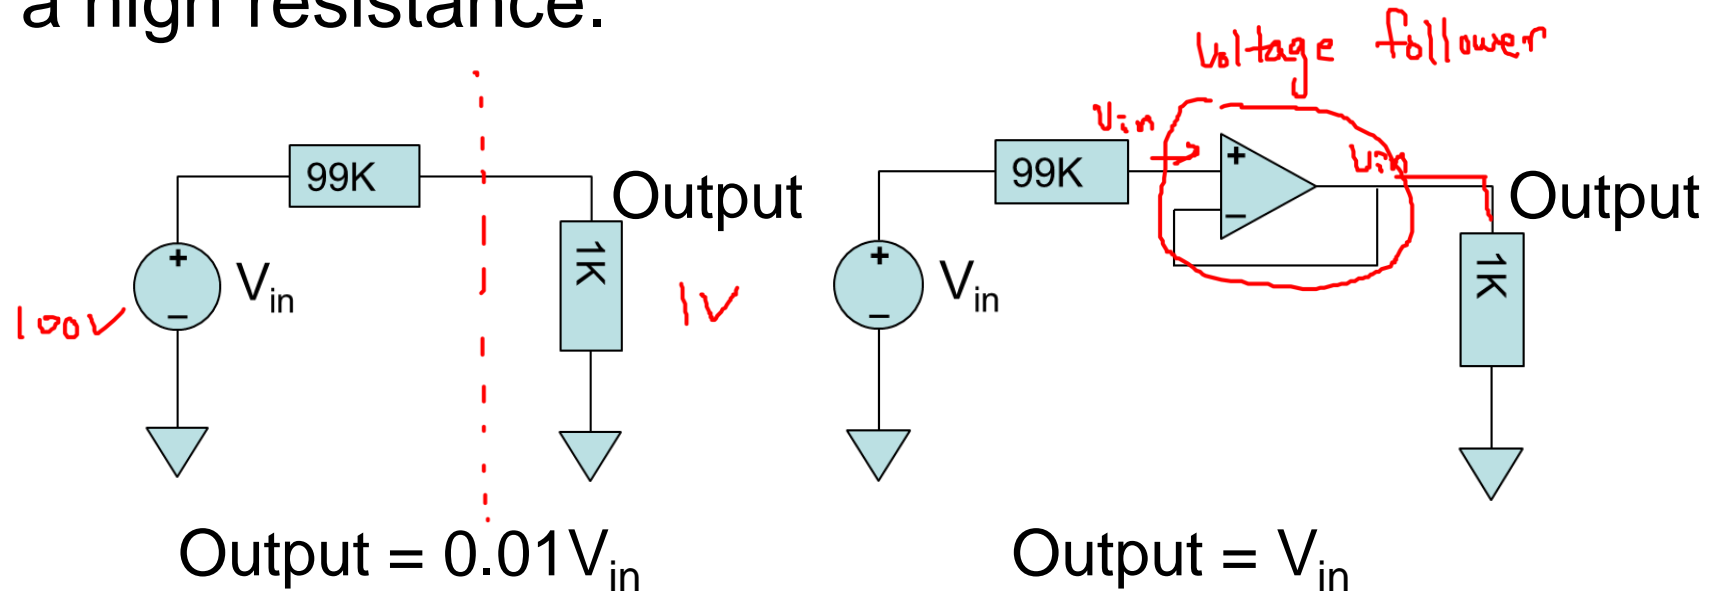 a high resistance.
Voltage follower
Vin
99K
Output
+
−
Vin
1K
100V
1V
Output = 0.01Vin
99K
+
−
Vin
Output
+
−
Vin
1K
Output = Vin